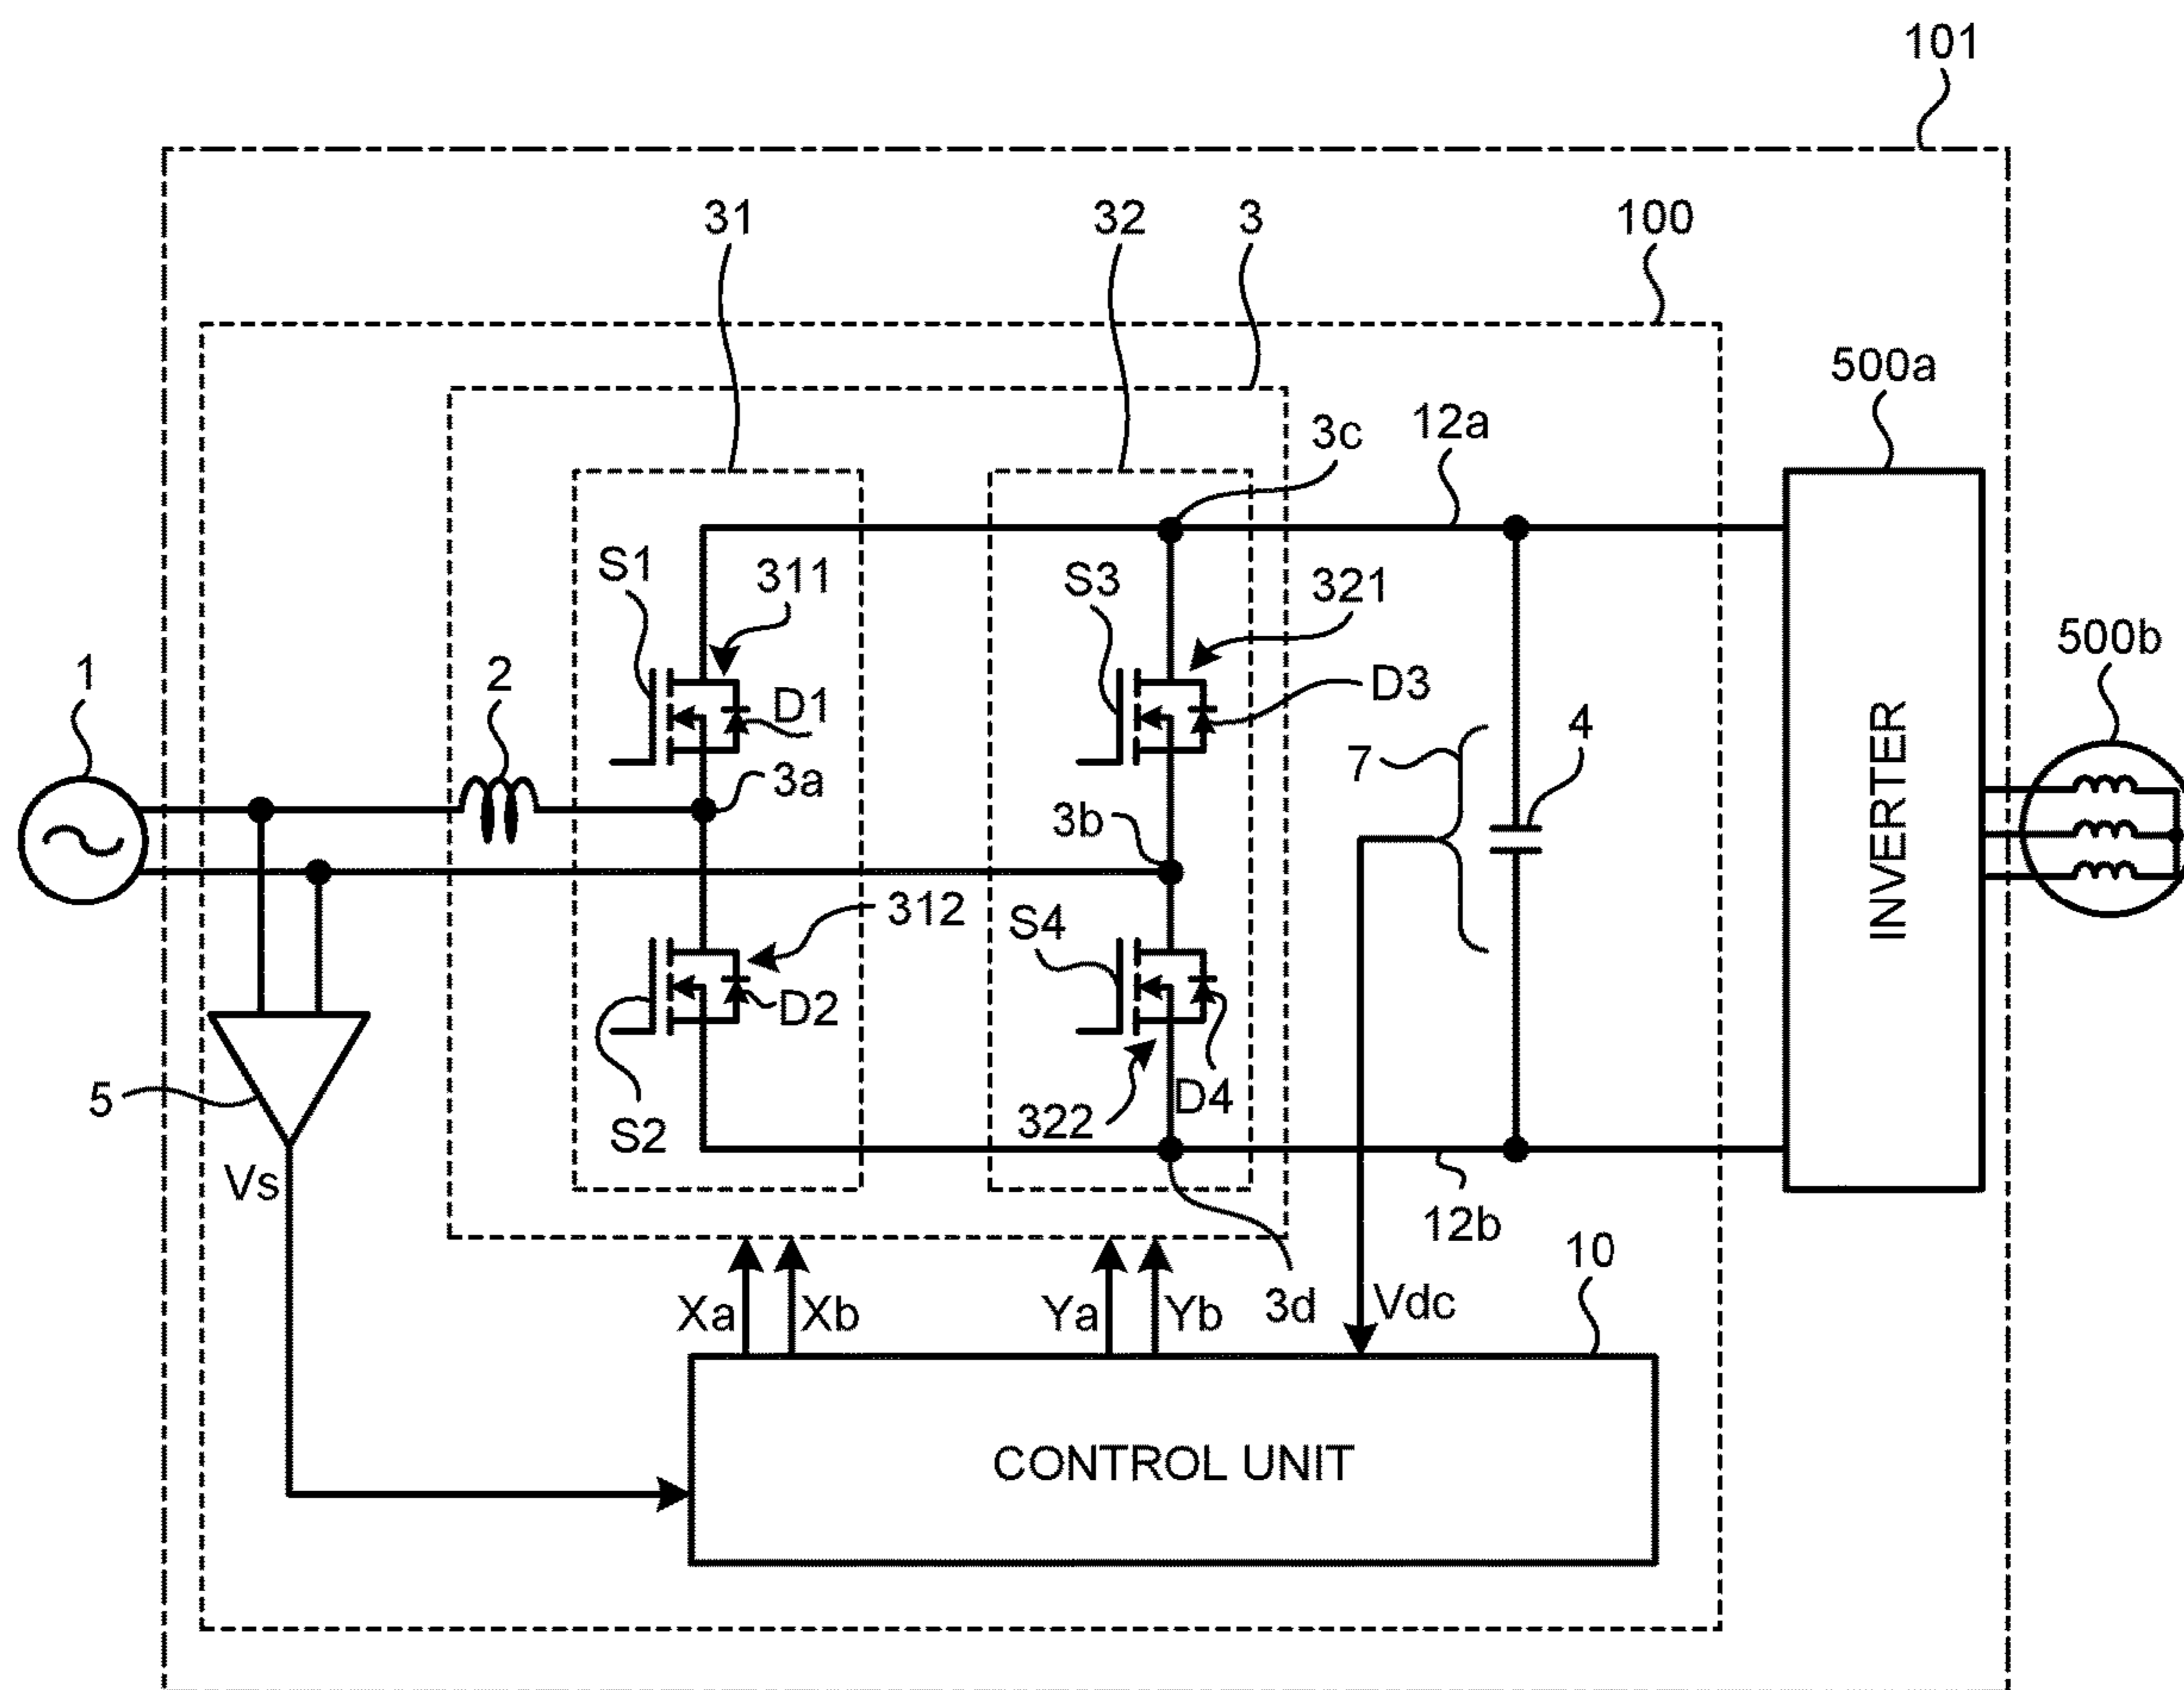 101
31
32
3
100
500a
12a
3c
S1
311
S3
321
500b
1
2
D1
D3
4
7
3a
3b
INVERTER
312
S4
D2
5
S2
322
D4
Vs
12b
10
Xa
Xb
Ya
Yb
3d
Vdc
CONTROL UNIT